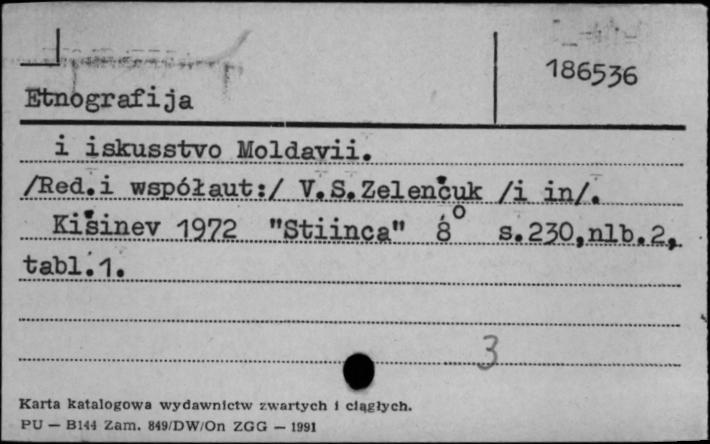 186536
Etnografija
i iskusstvo Moldavii.
/Red.i współaut:/ V.S.Zelenčuk /i in/.
Kišinev 1972 "Stiinca" 8° s.230,nlb.2,
tabl.1.
3
Karta katalogowa wydawnictw zwartych i ciągłych.
PU — B144 Zam. 849/DW/On ZGG — 1991